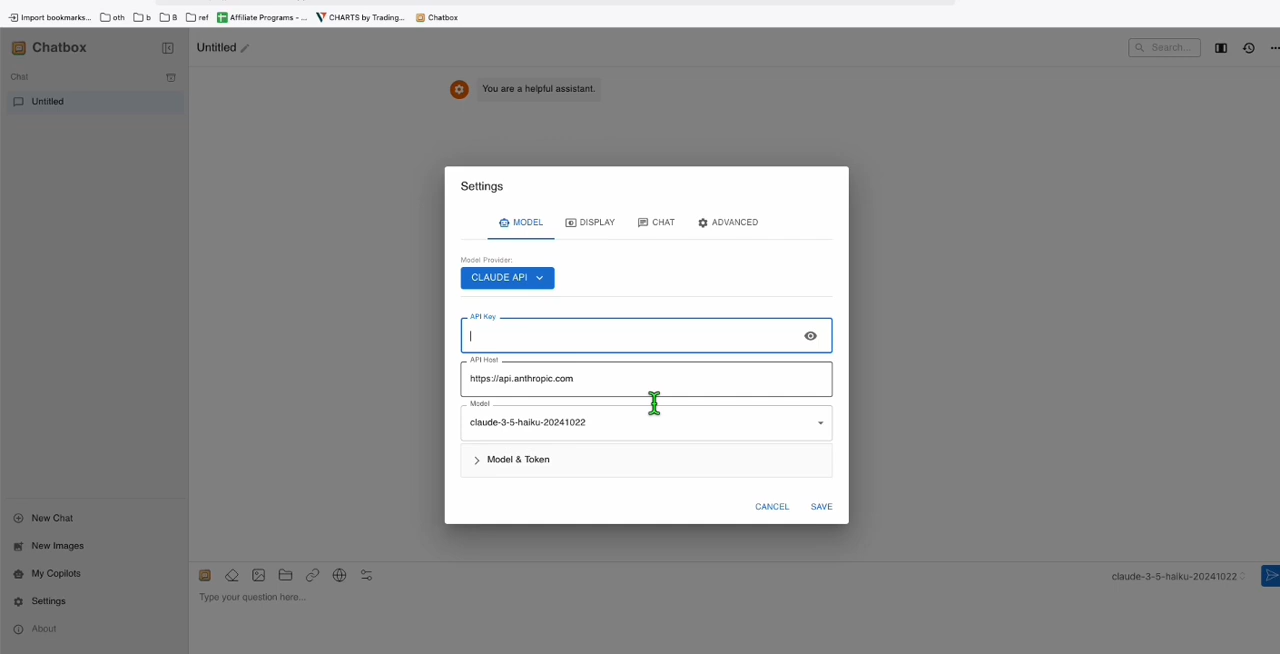 Import bookmarks...
oth
b
B
ref
Affiliate Programs - ...
CHARTS by Trading...
Chatbox
Chatbox
Chat
Untitled
New Chat
New Images
My Copilots
Settings
About
Untitled
Search...
You are a helpful assistant.
Settings
MODEL
DISPLAY
CHAT
ADVANCED
Model Provider:
CLAUDE API
API Key
API Host
https://api.anthropic.com
Model
claude-3-5-haiku-20241022
Model & Token
CANCEL
SAVE
claude-3-5-haiku-20241022
Type your question here...